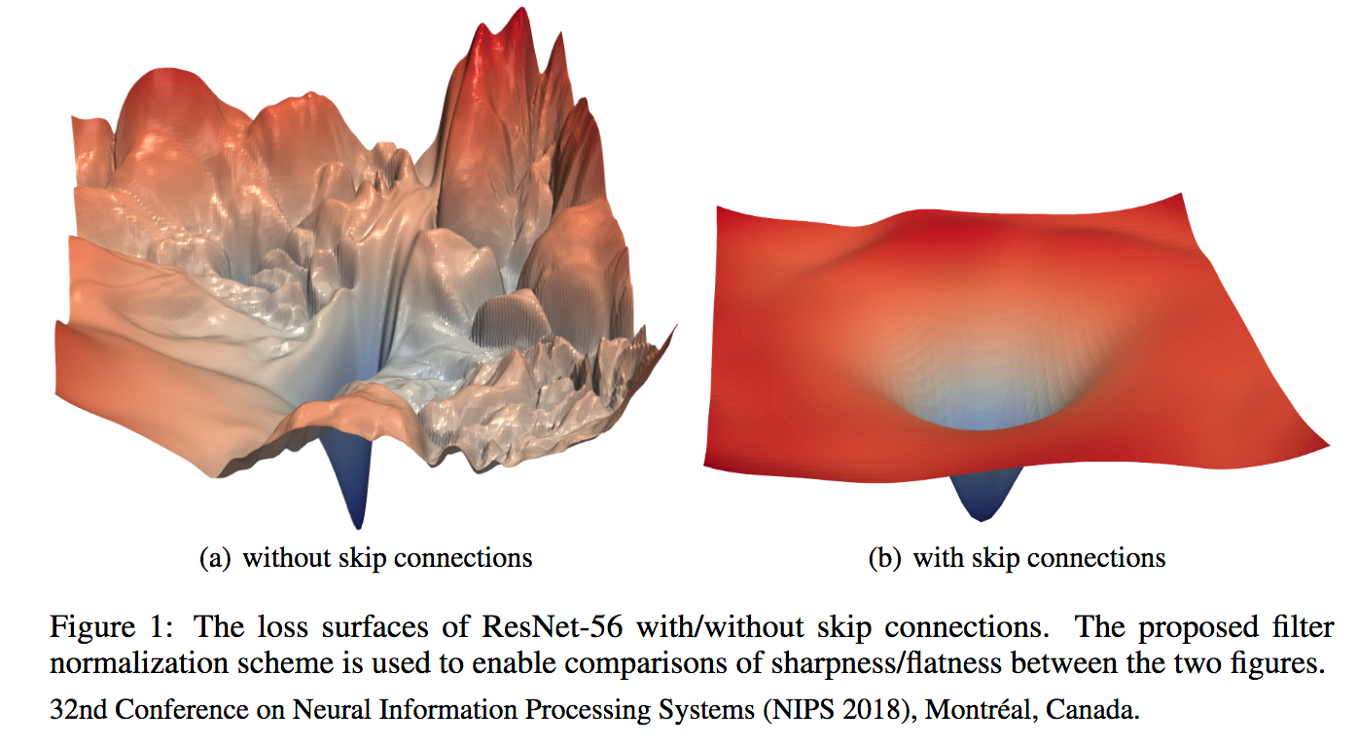 (a) without skip connections
(b) with skip connections
Figure 1: The loss surfaces of ResNet-56 with/without skip connections. The proposed filter
normalization scheme is used to enable comparisons of sharpness/flatness between the two figures.
32nd Conference on Neural Information Processing Systems (NIPS 2018), Montréal, Canada.